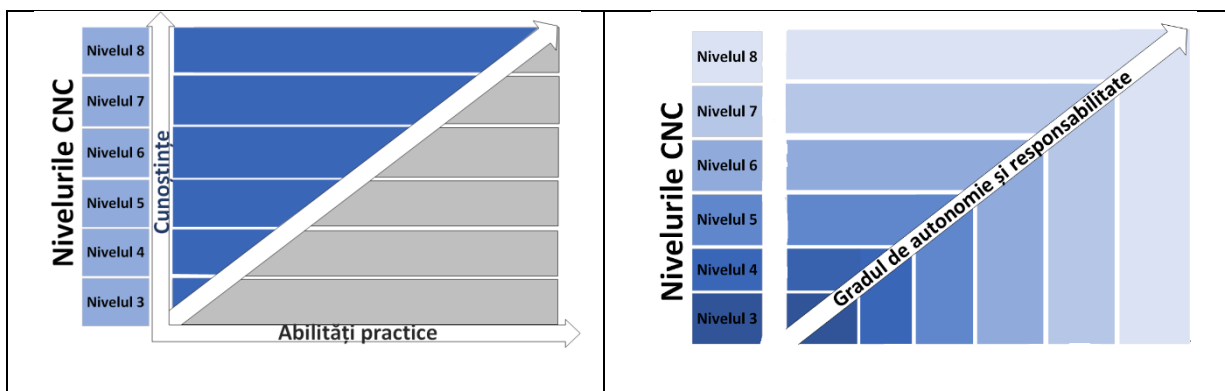 Nivelurile CNC
Nivelul 8
Nivelul 7
Nivelul 6
Nivelul 5
Nivelul 4
Nivelul 3
Cunoștințe
Abilități practice
Nivelurile CNC
Nivelul 8
Nivelul 7
Nivelul 6
Nivelul 5
Nivelul 4
Nivelul 3
Gradul de autonomie și responsabilitate